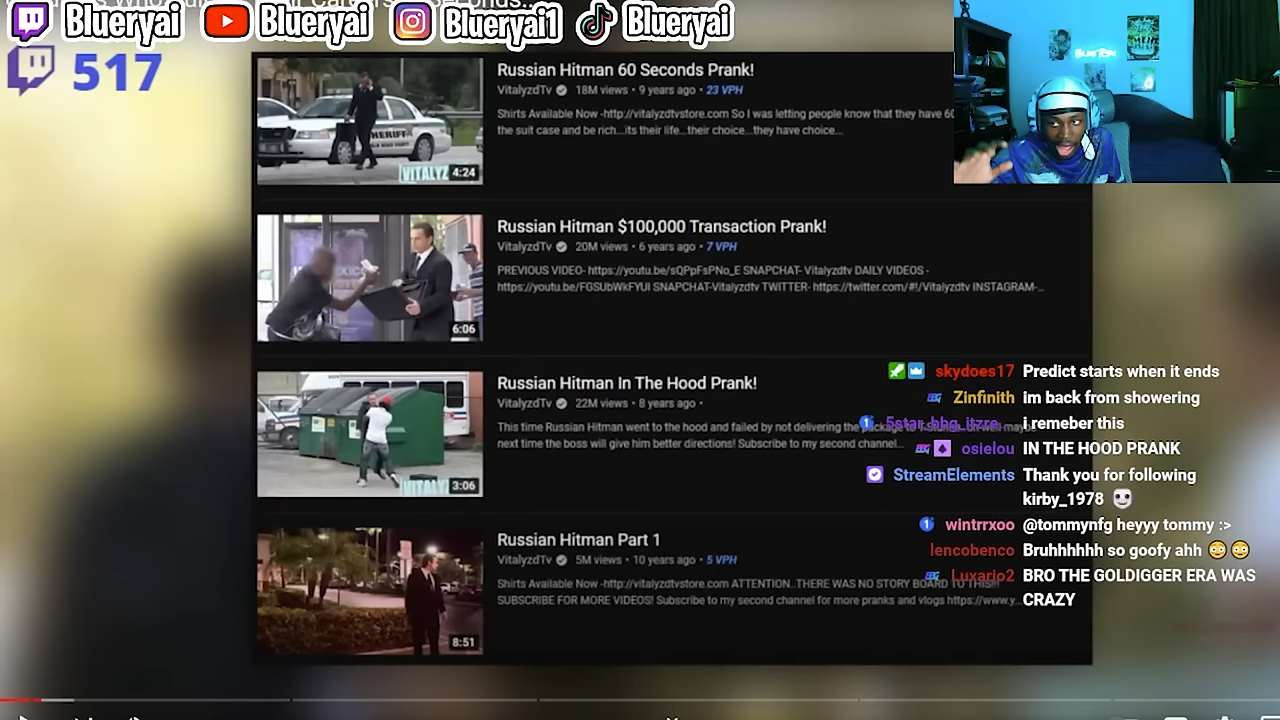 Blueryai Blueryai Blueryai1 Blueryai
517
Russian Hitman 60 Seconds Prank!
VitalyzdTv 18M views • 9 years ago • 23 VPH
Shirts Available Now -http://vitalyzdtvstore.com So I was letting people know that they have 60
the suit case and be rich...its their life...their choice...they have choice...
SHERIFF
VITALYZ 4:24
Russian Hitman $100,000 Transaction Prank!
VitalyzdTv 20M views • 6 years ago • 7 VPH
PREVIOUS VIDEO- https://youtu.be/sQPpFsPNo_E SNAPCHAT- Vitalyzdtv DAILY VIDEOS -
https://youtu.be/FGSUbWkFYUI SNAPCHAT-Vitalyzdtv TWITTER- https://twitter.com/#!/Vitalyzdtv INSTAGRAM-...
6:06
Russian Hitman In The Hood Prank!
VitalyzdTv 22M views • 8 years ago •
This time Russian Hitman went to the hood and failed by not delivering the package to
next time the boss will give him better directions! Subscribe to my second channel...
VITALY 3:06
Russian Hitman Part 1
VitalyzdTv 5M views • 10 years ago • 5 VPH
Shirts Available Now -http://vitalyzdtvstore.com ATTENTION..THERE WAS NO STORY BOARD TO THIS!!!
SUBSCRIBE FOR MORE VIDEOS! Subscribe to my second channel for more pranks and vlogs https://www.y...
8:51
skydoes17 Predict starts when it ends
Zinfinith im back from showering
i remeber this
osielou IN THE HOOD PRANK
StreamElements Thank you for following
kirby_1978
wintrrxoo @tommynfg heyyy tommy :>
lencobenco Bruhhhhhh so goofy ahh
Luxario2 BRO THE GOLDIGGER ERA WAS
CRAZY